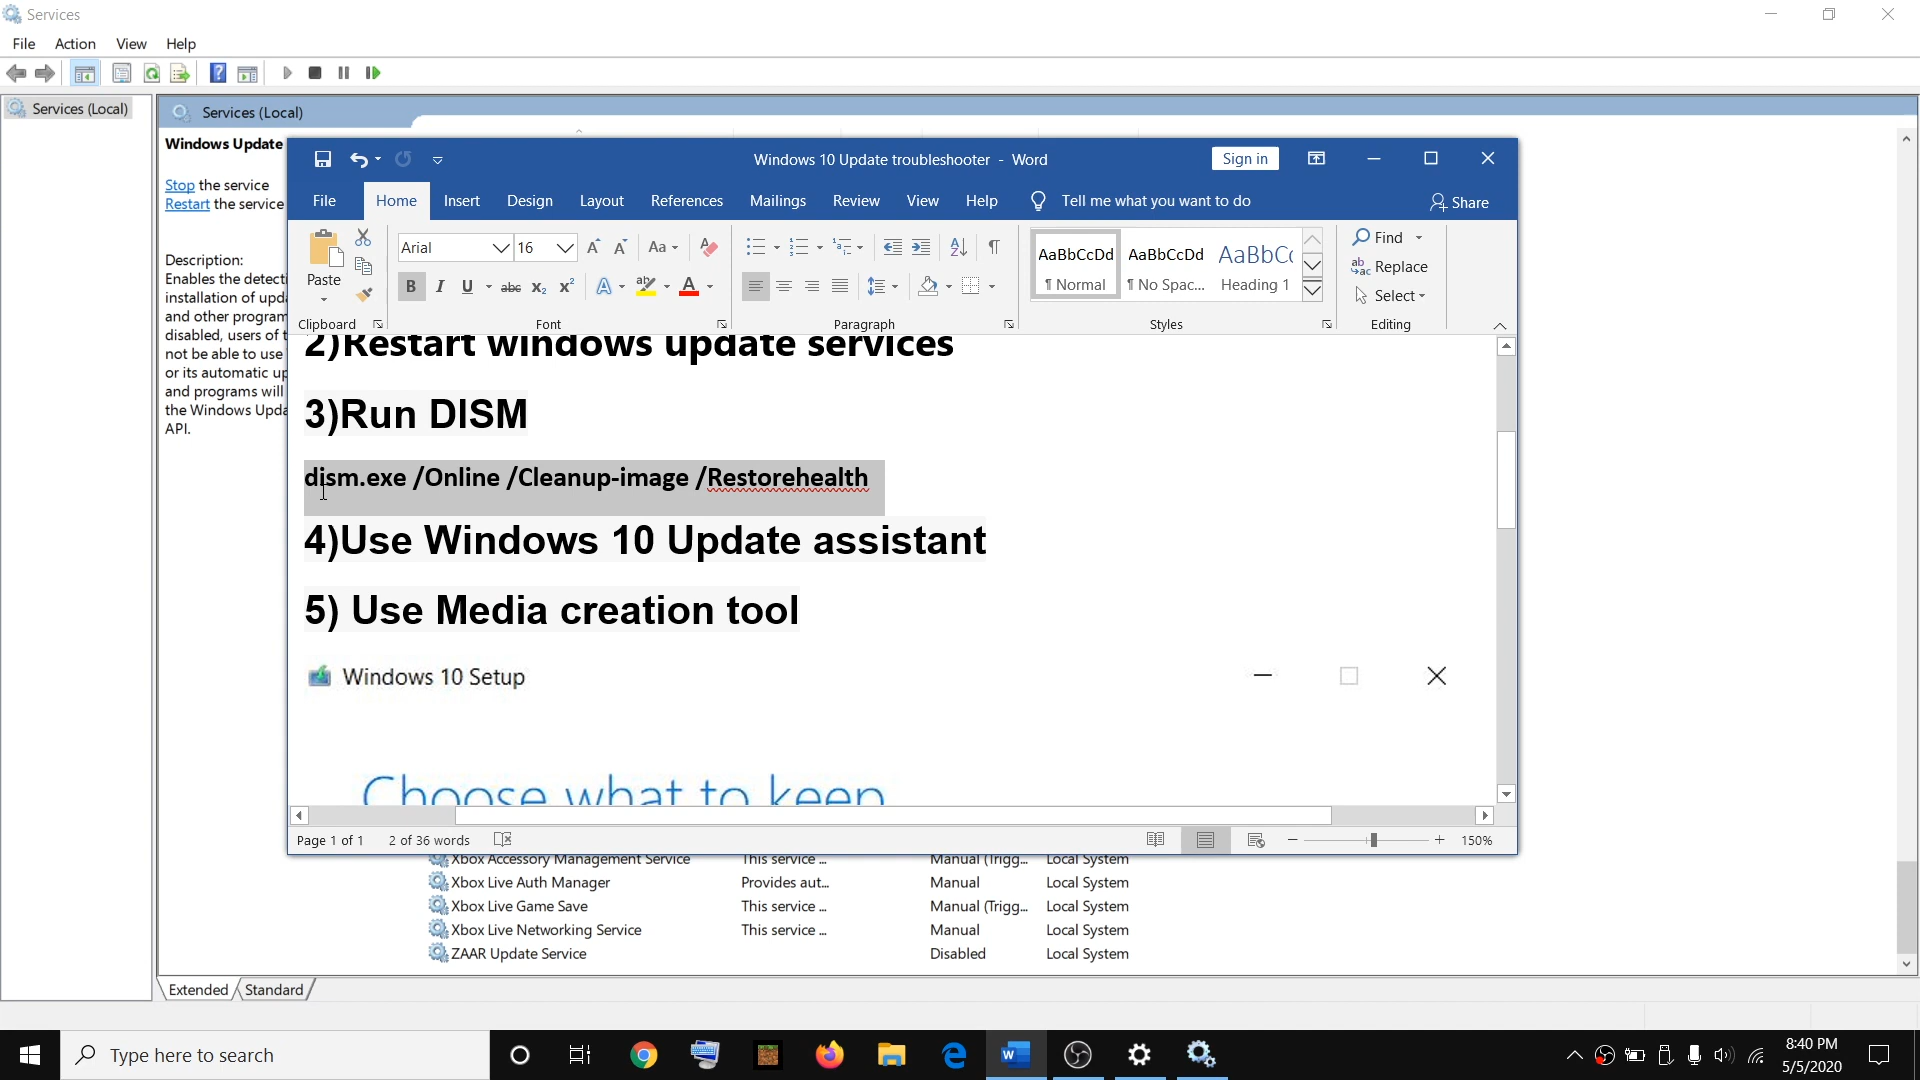 Services
File Action View Help
Services (Local)
Services (Local)
Windows Update
Stop the service
Restart the service
Description:
Enables the detecti
installation of upda
and other program
disabled, users of t
not be able to use
or its automatic up
and programs will
the Windows Upda
API.
Windows 10 Update troubleshooter - Word
Sign in
File Home Insert Design Layout References Mailings Review View Help Tell me what you want to do Share
Paste
Arial 16
Aa
B I U abc X₂ X² A ab A
AaBbCcDd AaBbCcDd AaBbCc
¶ Normal ¶ No Spac... Heading 1
Find
Replace
Select
Clipboard Font Paragraph Styles Editing
2)Restart windows update services
3)Run DISM
dism.exe /Online /Cleanup-image /Restorehealth
4)Use Windows 10 Update assistant
5) Use Media creation tool
Windows 10 Setup
Choose what to keep
Page 1 of 1 2 of 36 words 150%
Xbox Accessory Management Service This service ... Manual (Trigg... Local System
Xbox Live Auth Manager Provides aut... Manual Local System
Xbox Live Game Save This service ... Manual (Trigg... Local System
Xbox Live Networking Service This service ... Manual Local System
ZAAR Update Service Disabled Local System
Extended Standard
Type here to search
8:40 PM
5/5/2020